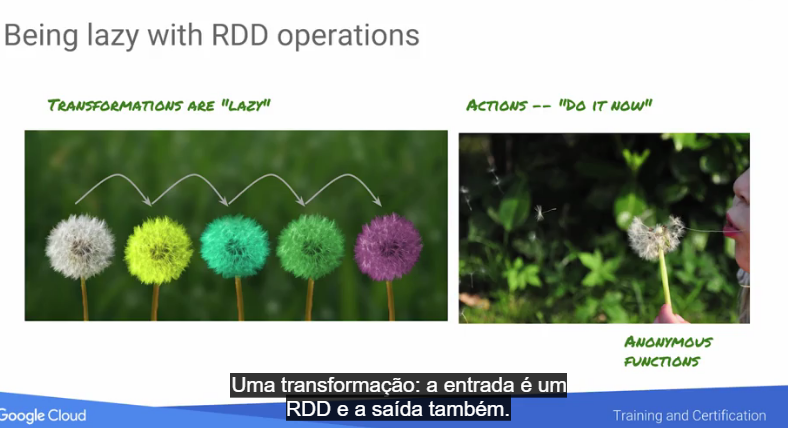 Being lazy with RDD operations
Transformations are "lazy"
Actions -- "Do it now"
Anonymous
functions
Uma transformação: a entrada é um
RDD e a saída também.
Google Cloud
Training and Certification